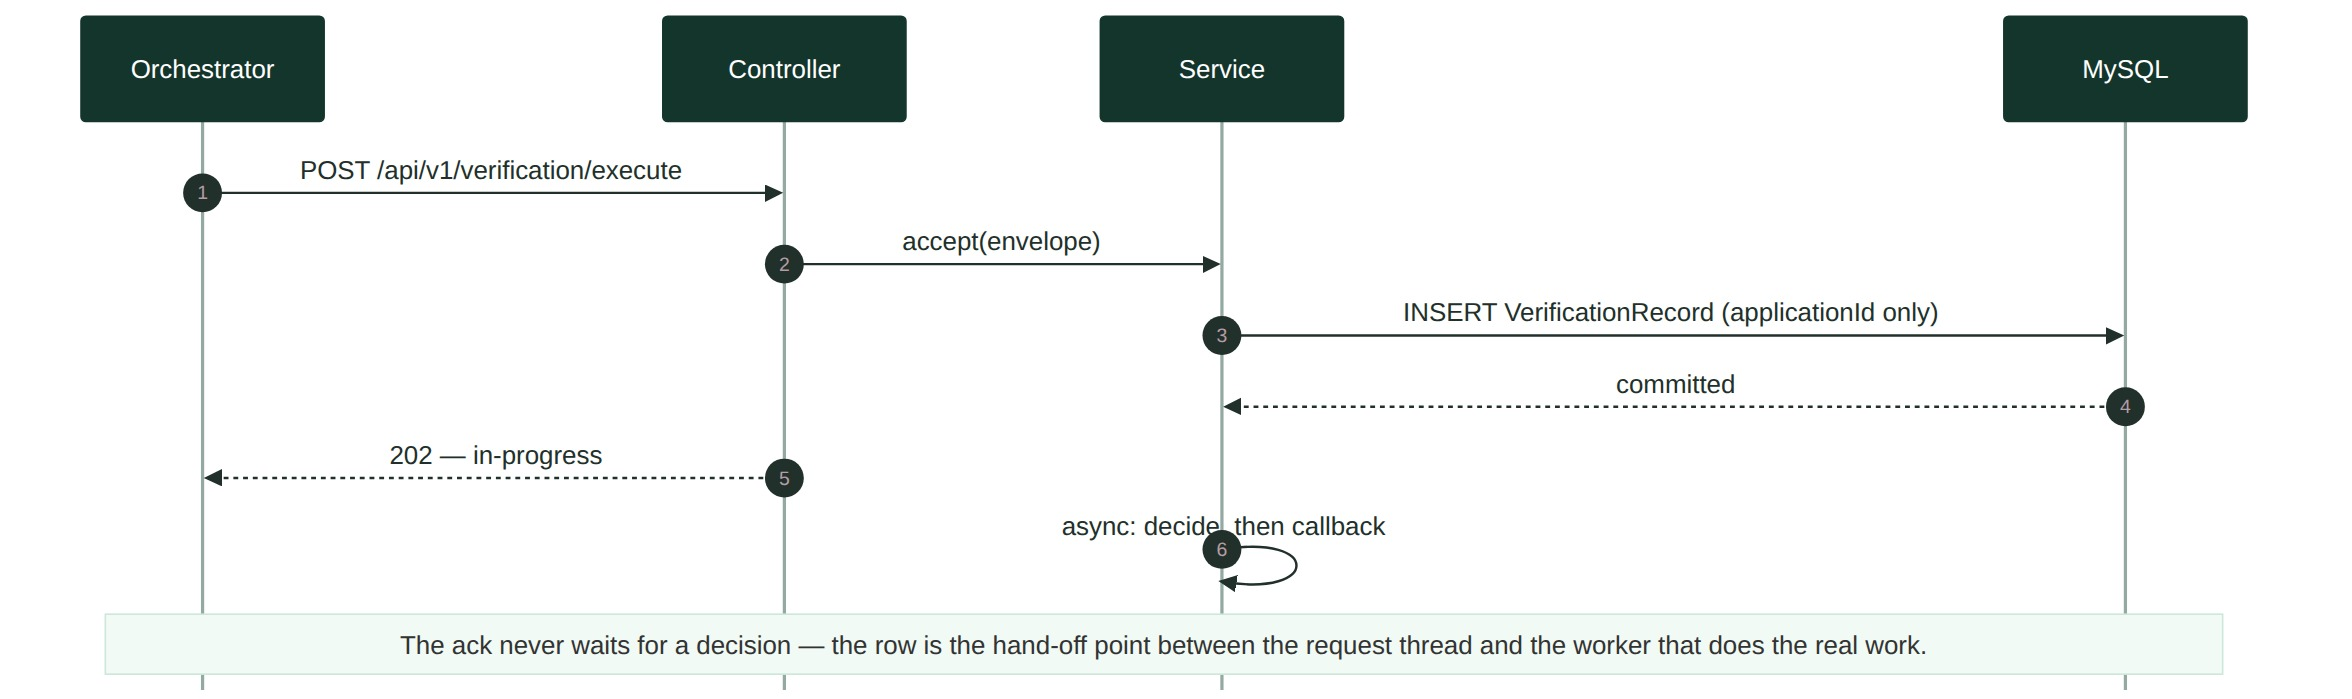 Orchestrator
Controller
Service
MySQL
POST /api/v1/verification/execute
1
accept(envelope)
2
INSERT VerificationRecord (applicationId only)
3
committed
4
202 — in-progress
5
async: decide, then callback
6
The ack never waits for a decision — the row is the hand-off point between the request thread and the worker that does the real work.